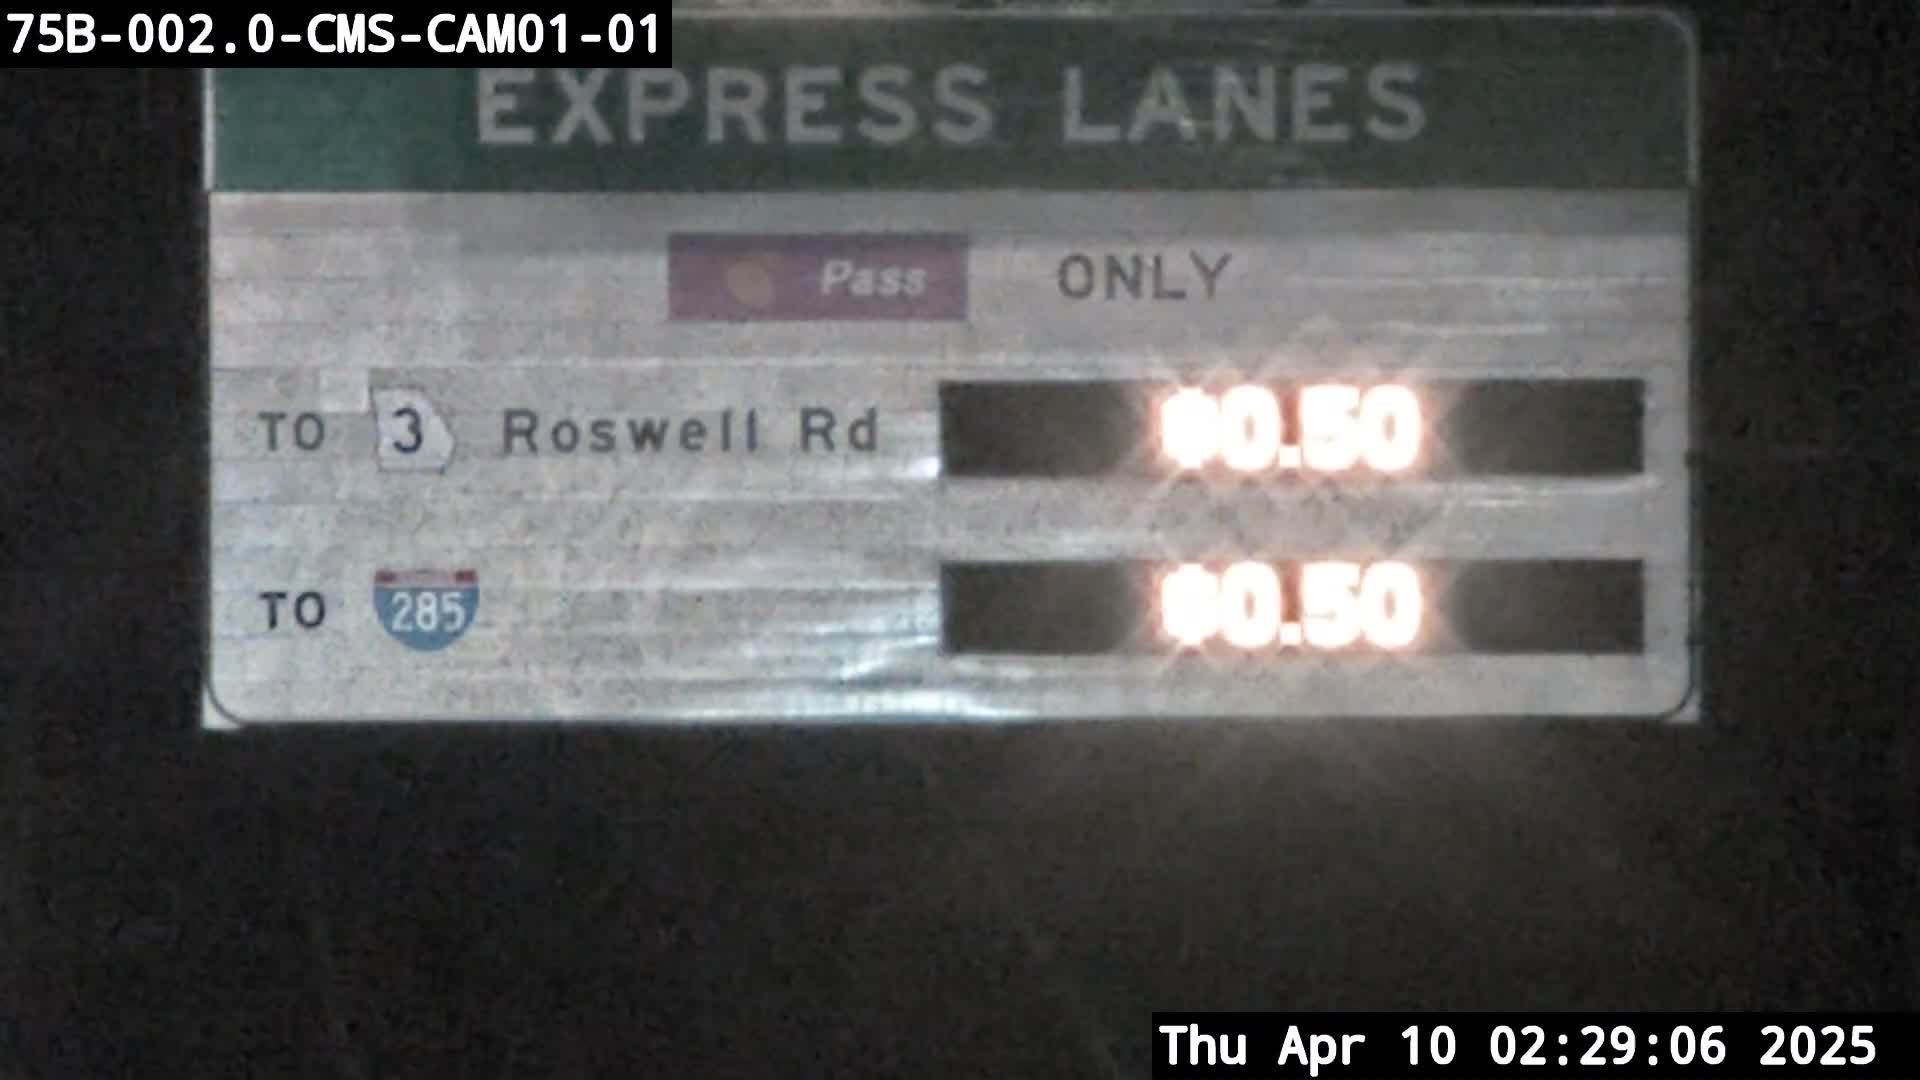 75B-002.0-CMS-CAM01-01
EXPRESS LANES
Pass ONLY
TO 3 Roswell Rd $0.50
TO 285 $0.50
Thu Apr 10 02:29:06 2025